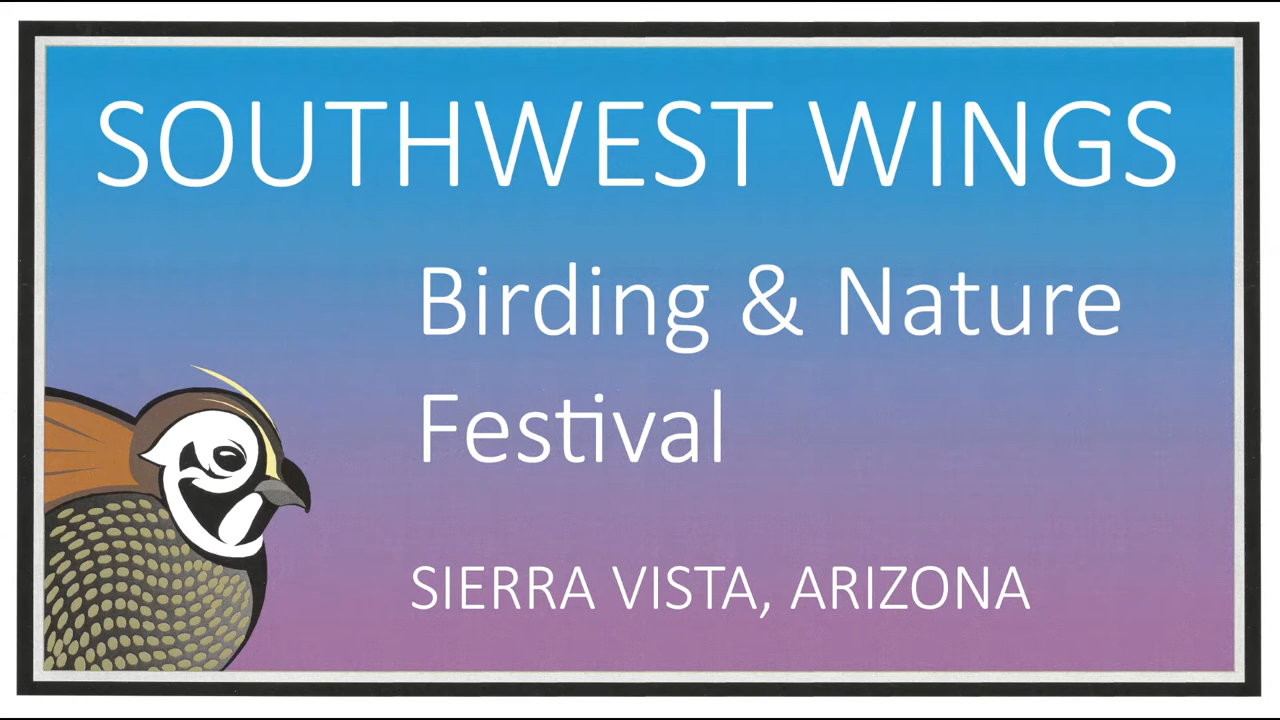 SOUTHWEST WINGS
Birding & Nature
Festival
SIERRA VISTA, ARIZONA